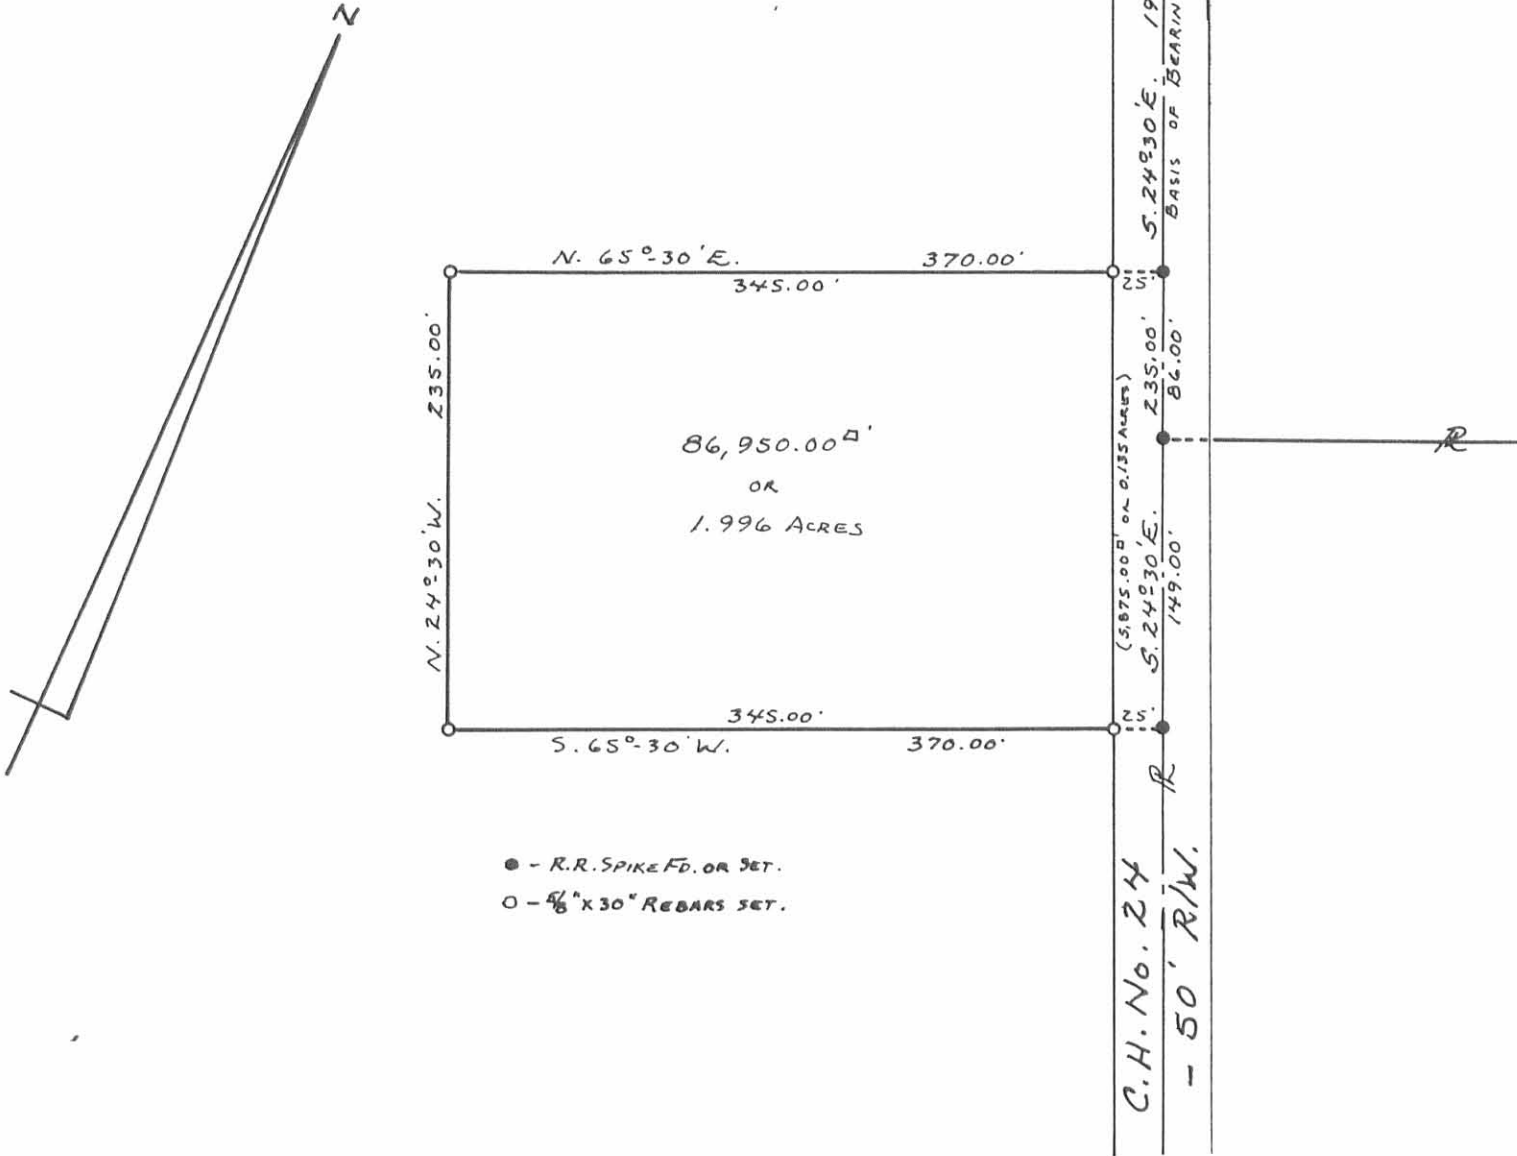 N
S. 24°30'E. 19
BASIS OF BEARIN
N. 65°-30'E. 370.00'
345.00'
25'
N. 24°-30'W. 235.00'
86,950.00□'
OR
1.996 ACRES
(5,875.00□' OR 0.135 ACRES)
S. 24°30'E. 235.00'
149.00' 86.00'
345.00'
25'
S. 65°-30'W. 370.00'
● - R.R. SPIKE FD. OR SET.
○ - 5/8" X 30" REBARS SET.
C.H. No. 24
- 50' R/W.